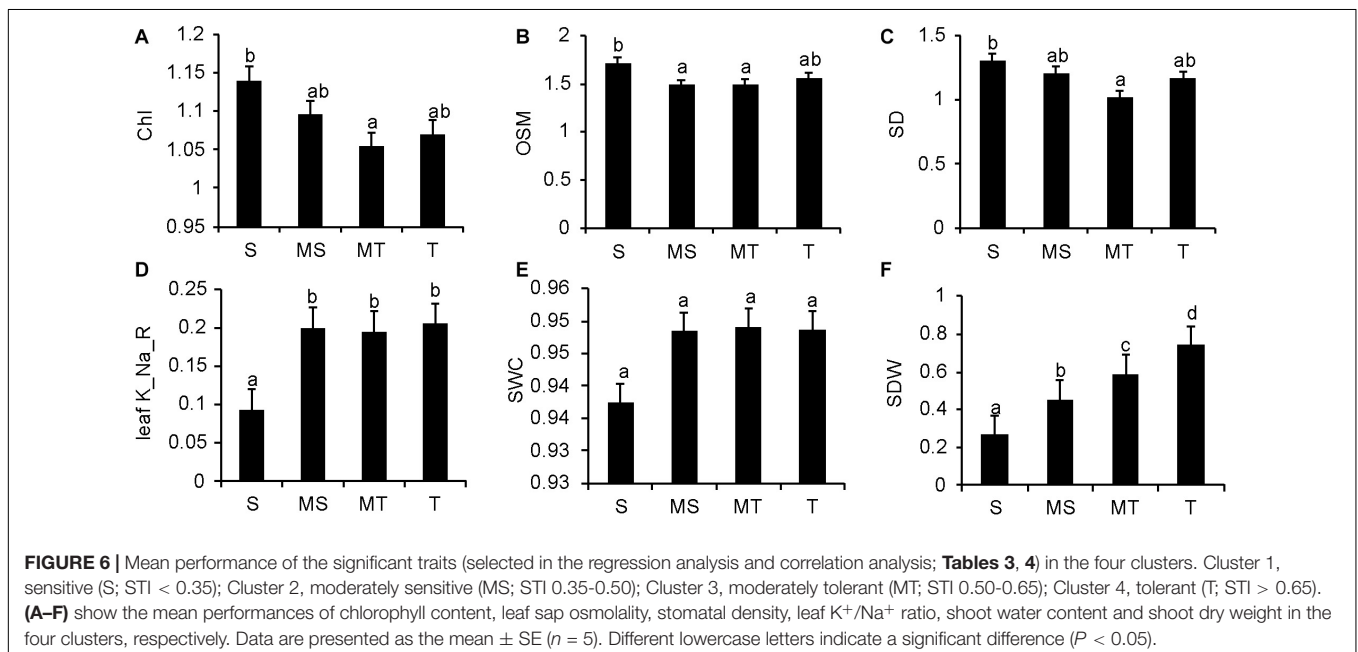 A
1.2
b
1.15
ab
ab
a
1.1
Chl
1.05
1
0.95
S MS MT T
B
2
b
a a ab
1.5
OSM
1
0.5
0
S MS MT T
C
1.5
b
ab
a
ab
1
SD
0.5
0
S MS MT T
D
0.25
b b b
0.2
leaf K_Na_R
0.15
a
0.1
0.05
0
S MS MT T
E
0.96
a a a
0.95
0.95
SWC
a
0.94
0.94
0.93
0.93
S MS MT T
F
1
d
0.8
c
SDW
0.6
b
0.4
a
0.2
0
S MS MT T
FIGURE 6 | Mean performance of the significant traits (selected in the regression analysis and correlation analysis; Tables 3, 4) in the four clusters. Cluster 1,
sensitive (S; STI < 0.35); Cluster 2, moderately sensitive (MS; STI 0.35-0.50); Cluster 3, moderately tolerant (MT; STI 0.50-0.65); Cluster 4, tolerant (T; STI > 0.65).
(A–F) show the mean performances of chlorophyll content, leaf sap osmolality, stomatal density, leaf K⁺/Na⁺ ratio, shoot water content and shoot dry weight in the
four clusters, respectively. Data are presented as the mean ± SE (n = 5). Different lowercase letters indicate a significant difference (P < 0.05).